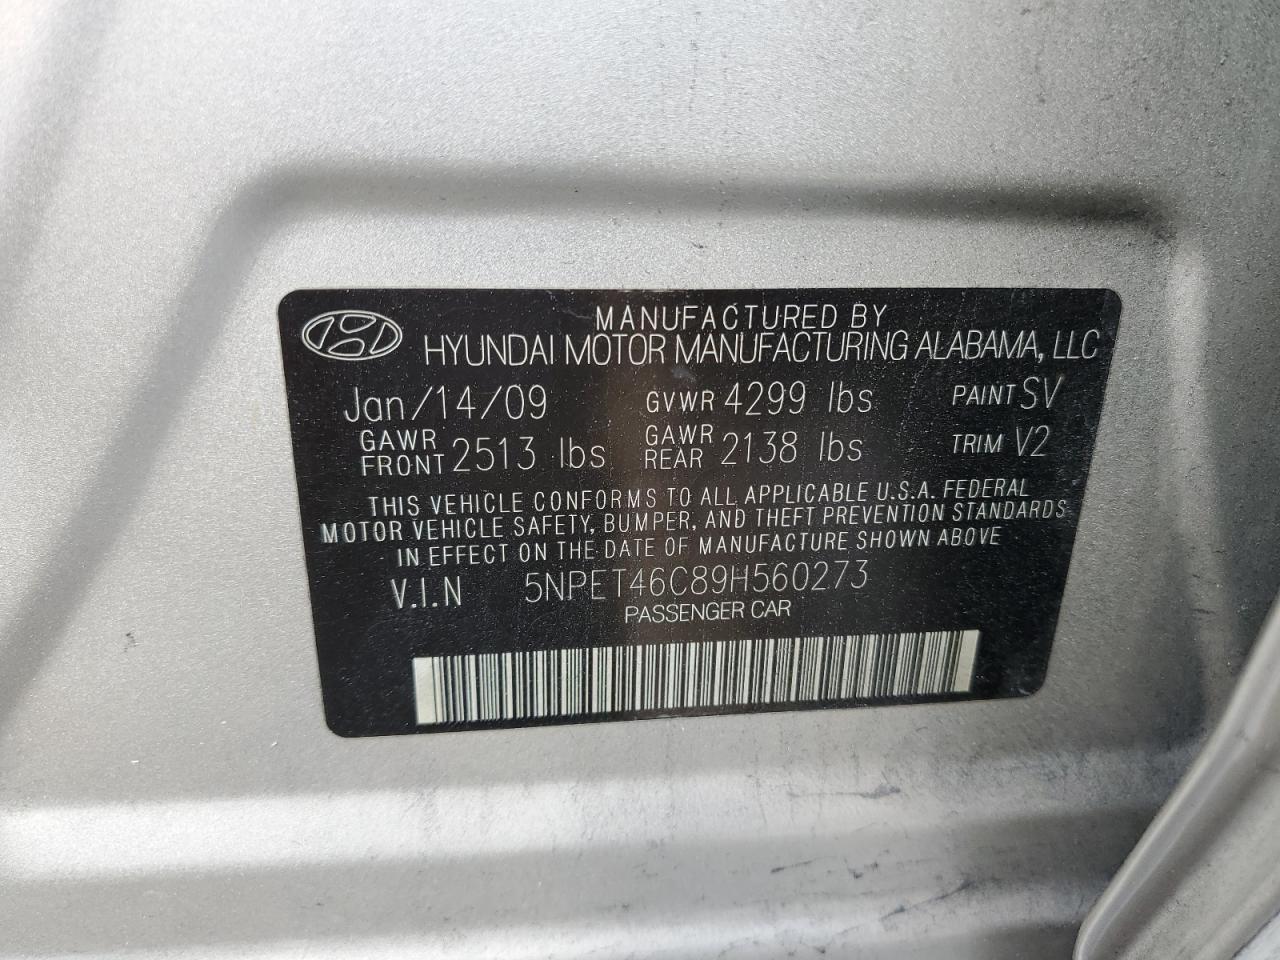 MANUFACTURED BY
HYUNDAI MOTOR MANUFACTURING ALABAMA, LLC
Jan/14/09 GVWR 4299 lbs PAINT SV
GAWR FRONT 2513 lbs GAWR REAR 2138 lbs TRIM V2
THIS VEHICLE CONFORMS TO ALL APPLICABLE U.S.A. FEDERAL
MOTOR VEHICLE SAFETY, BUMPER, AND THEFT PREVENTION STANDARDS
IN EFFECT ON THE DATE OF MANUFACTURE SHOWN ABOVE
V.I.N 5NPET46C89H560273
PASSENGER CAR